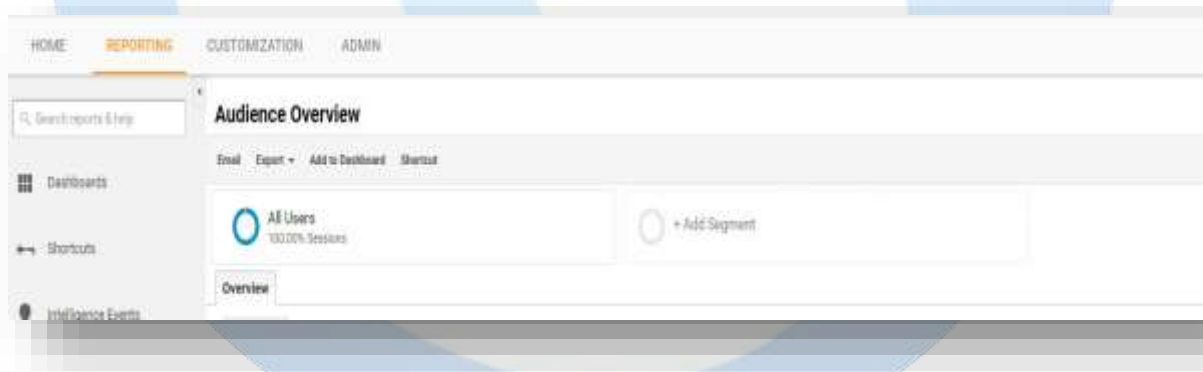 HOME REPORTING CUSTOMIZATION ADMIN
Search reports & help
Audience Overview
Email Export Add to Dashboard Shortcut
Dashboards
All Users
100.00% Sessions
+ Add Segment
Shortcuts
Overview
Intelligence Events